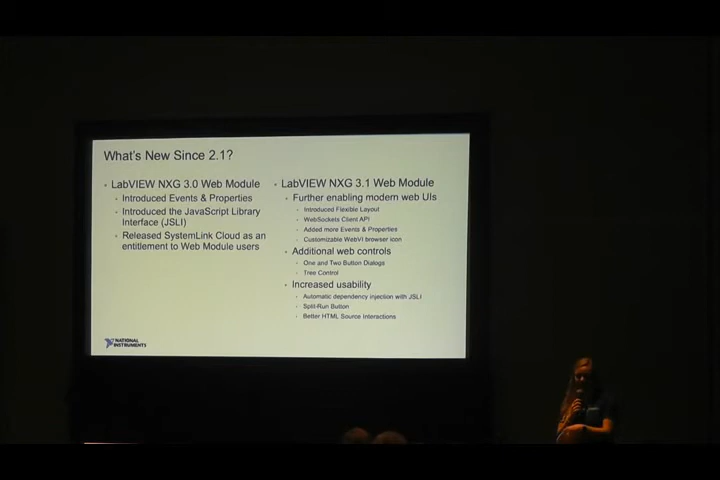 What's New Since 2.1?
• LabVIEW NXG 3.0 Web Module
• Introduced Events & Properties
• Introduced the JavaScript Library
Interface (JSLI)
• Released SystemLink Cloud as an
entitlement to Web Module users
• LabVIEW NXG 3.1 Web Module
• Further enabling modern web UIs
• Introduced Flexible Layout
• WebSockets Client API
• Added more Events & Properties
• Customizable WebVI browser icon
• Additional web controls
• One and Two Button Dialogs
• Tree Control
• Increased usability
• Automatic dependency injection with JSLI
• Split-Run Button
• Better HTML Source Interactions
NATIONAL
INSTRUMENTS